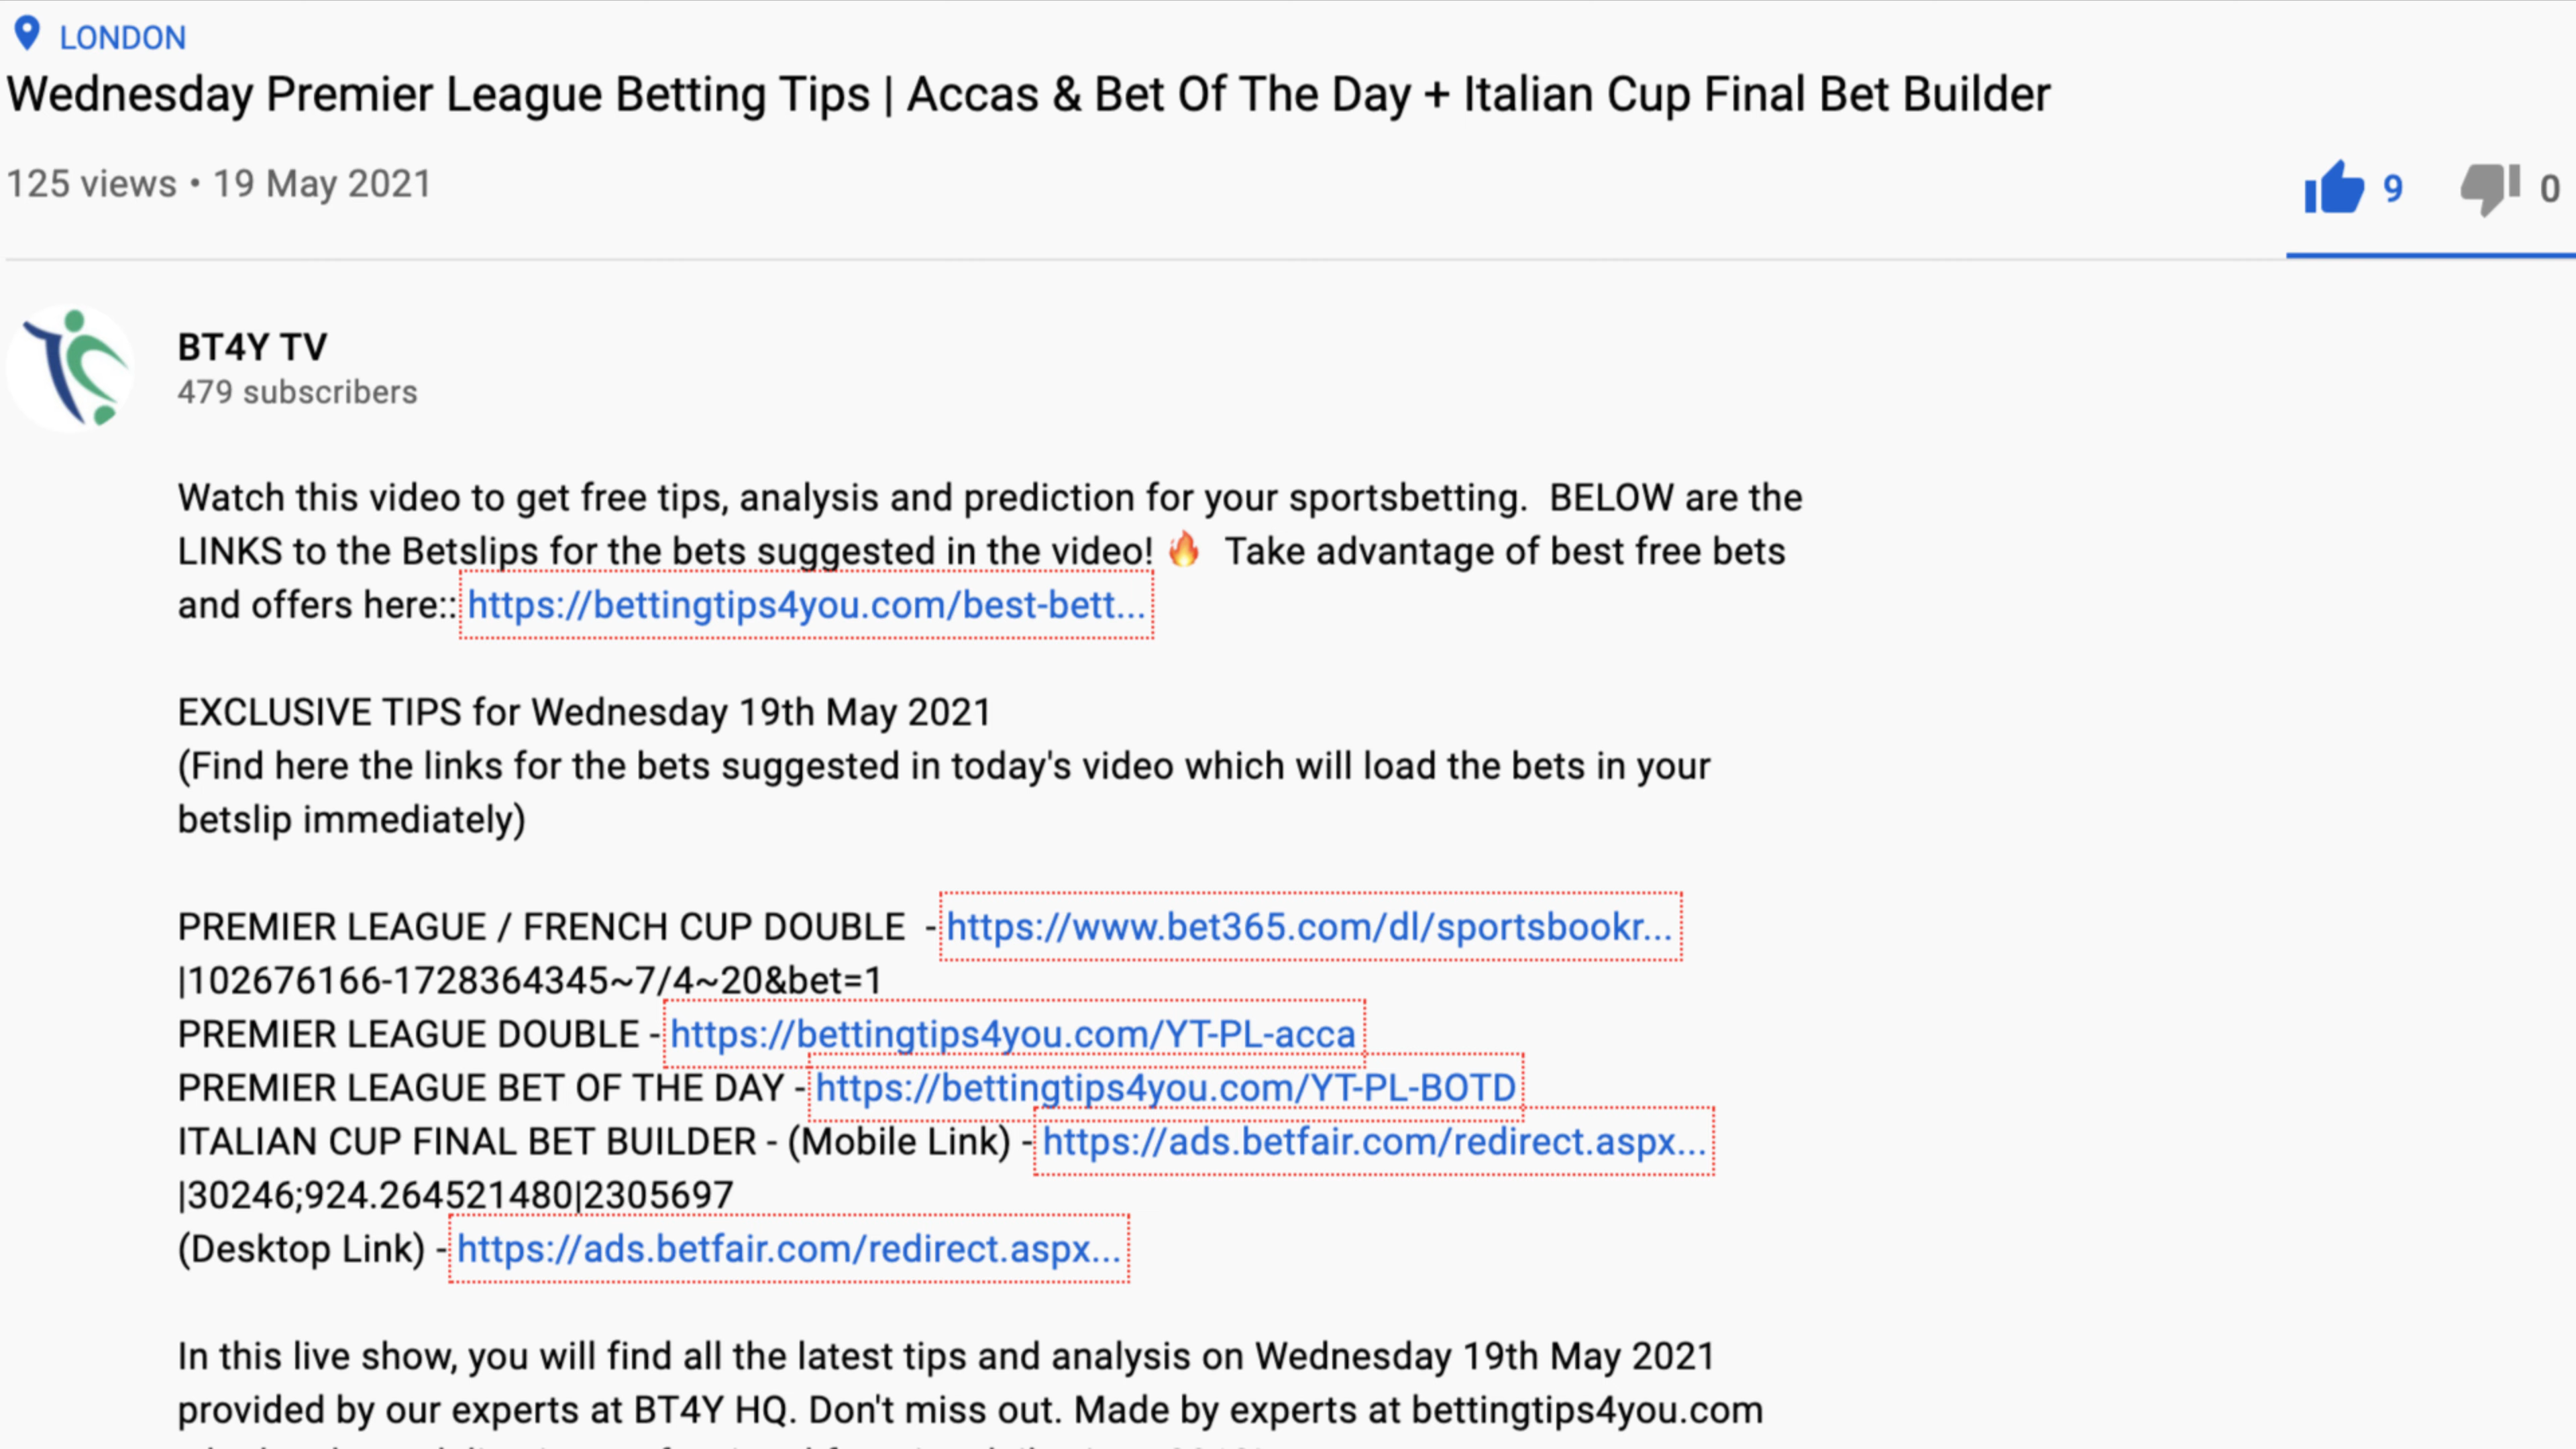 LONDON
Wednesday Premier League Betting Tips | Accas & Bet Of The Day + Italian Cup Final Bet Builder
125 views • 19 May 2021
9
0
BT4Y TV
479 subscribers
Watch this video to get free tips, analysis and prediction for your sportsbetting.  BELOW are the
LINKS to the Betslips for the bets suggested in the video! 🔥  Take advantage of best free bets
and offers here:: https://bettingtips4you.com/best-bett...
EXCLUSIVE TIPS for Wednesday 19th May 2021
(Find here the links for the bets suggested in today's video which will load the bets in your
betslip immediately)
PREMIER LEAGUE / FRENCH CUP DOUBLE  - https://www.bet365.com/dl/sportsbookr...
|102676166-1728364345~7/4~20&bet=1
PREMIER LEAGUE DOUBLE - https://bettingtips4you.com/YT-PL-acca
PREMIER LEAGUE BET OF THE DAY - https://bettingtips4you.com/YT-PL-BOTD
ITALIAN CUP FINAL BET BUILDER - (Mobile Link) - https://ads.betfair.com/redirect.aspx...
|30246;924.264521480|2305697
(Desktop Link) - https://ads.betfair.com/redirect.aspx...
In this live show, you will find all the latest tips and analysis on Wednesday 19th May 2021
provided by our experts at BT4Y HQ. Don't miss out. Made by experts at bettingtips4you.com